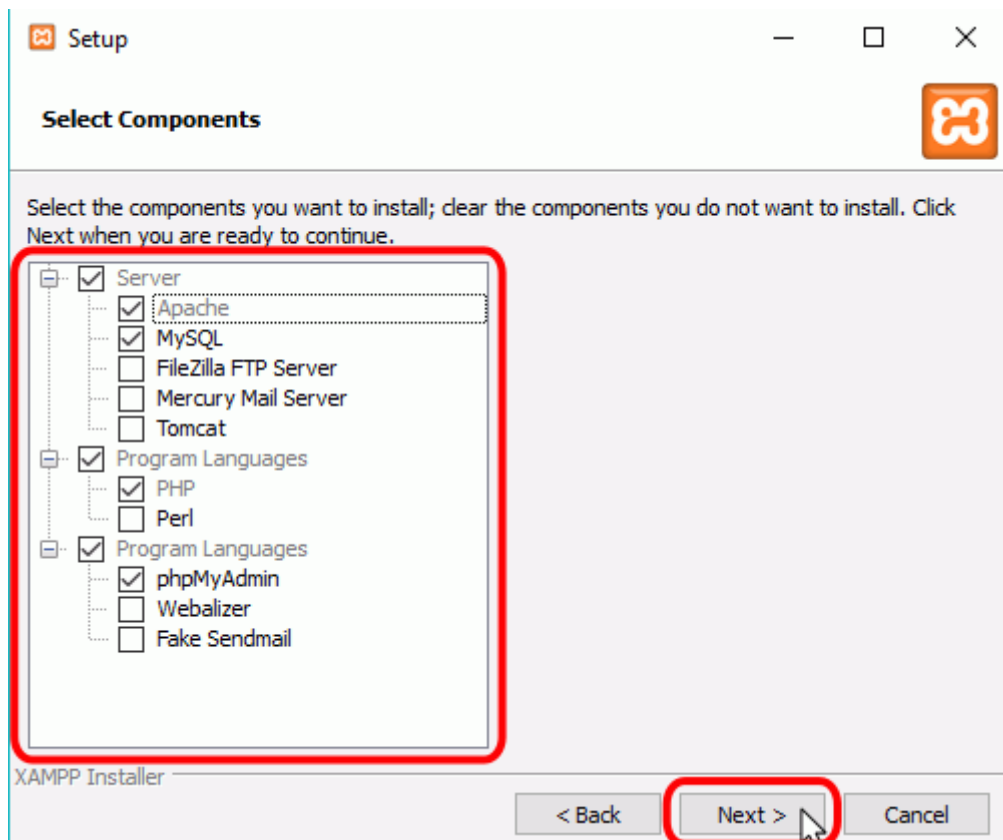 Setup
Select Components
Select the components you want to install; clear the components you do not want to install. Click
Next when you are ready to continue.
Server
Apache
MySQL
FileZilla FTP Server
Mercury Mail Server
Tomcat
Program Languages
PHP
Perl
Program Languages
phpMyAdmin
Webalizer
Fake Sendmail
XAMPP Installer
< Back
Next >
Cancel